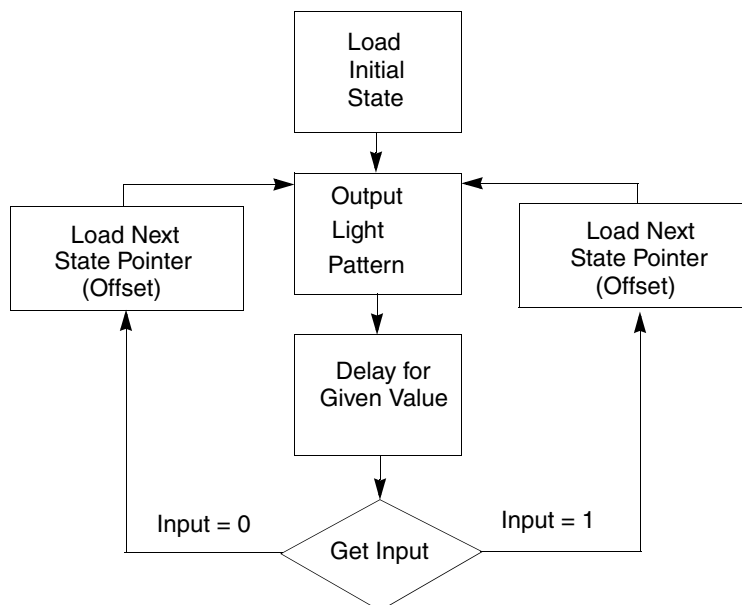 Load
Initial
State
Output
Light
Pattern
Load Next
State Pointer
(Offset)
Load Next
State Pointer
(Offset)
Delay for
Given Value
Input = 0
Input = 1
Get Input